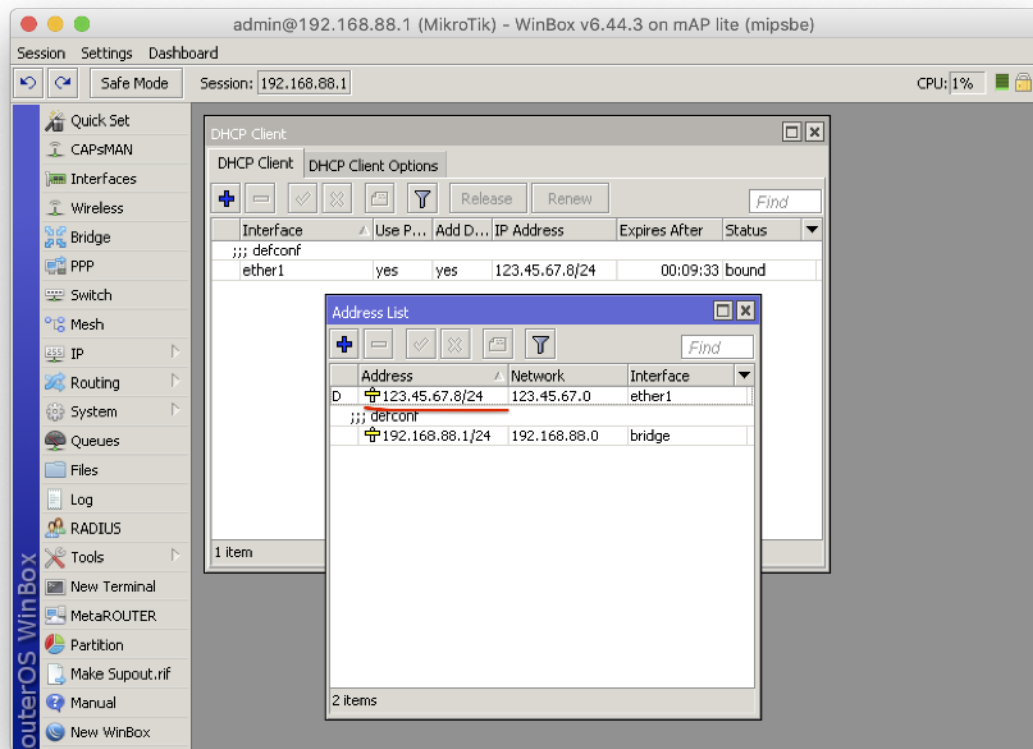 admin@192.168.88.1 (MikroTik) - WinBox v6.44.3 on mAP lite (mipsbe)
Session Settings Dashboard
Safe Mode Session: 192.168.88.1 CPU: 1%
Quick Set
CAPsMAN
Interfaces
Wireless
Bridge
PPP
Switch
Mesh
IP
Routing
System
Queues
Files
Log
RADIUS
Tools
New Terminal
MetaROUTER
Partition
Make Supout.rif
Manual
New WinBox
outerOS WinBox
DHCP Client
DHCP Client DHCP Client Options
Release Renew Find
Interface Use P... Add D... IP Address Expires After Status
;;; defconf
ether1 yes yes 123.45.67.8/24 00:09:33 bound
1 item
Address List
Find
Address Network Interface
D 123.45.67.8/24 123.45.67.0 ether1
;;; defconf
192.168.88.1/24 192.168.88.0 bridge
2 items